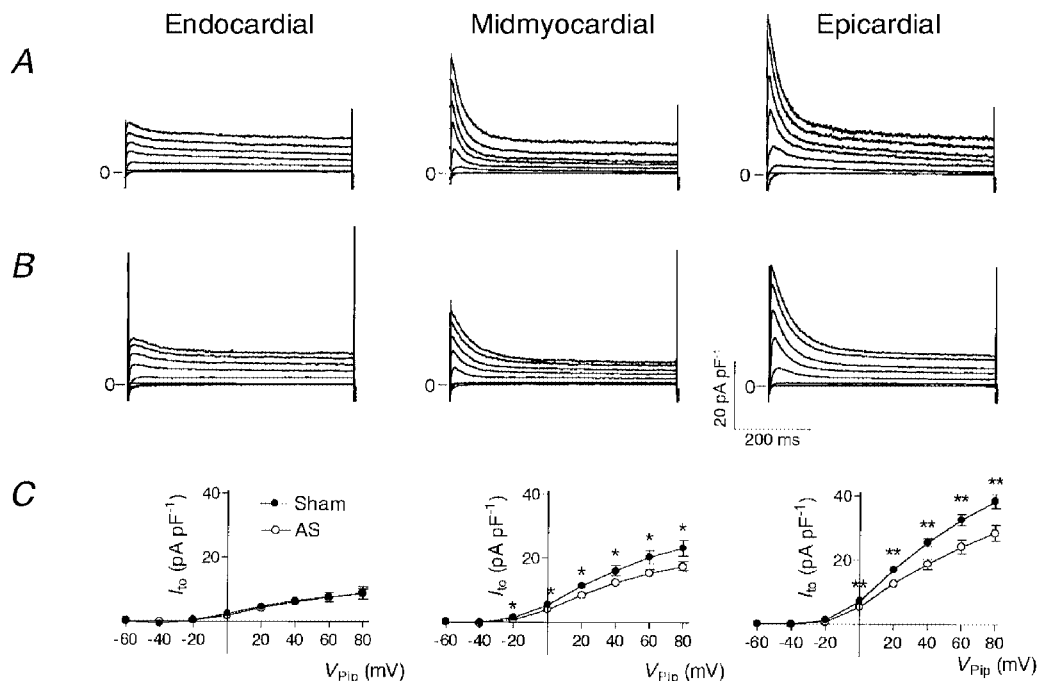 Endocardial Midmyocardial Epicardial
A
0 0 0
B
0 0 0
20 pA pF⁻¹
200 ms
C
40 40 40
20 20 20
I_to (pA pF⁻¹) I_to (pA pF⁻¹) I_to (pA pF⁻¹)
Sham
AS
* * * * * *
** ** ** ** **
-60 -40 -20 20 40 60 80 -60 -40 -20 20 40 60 80 -60 -40 -20 20 40 60 80
V_Pip (mV) V_Pip (mV) V_Pip (mV)